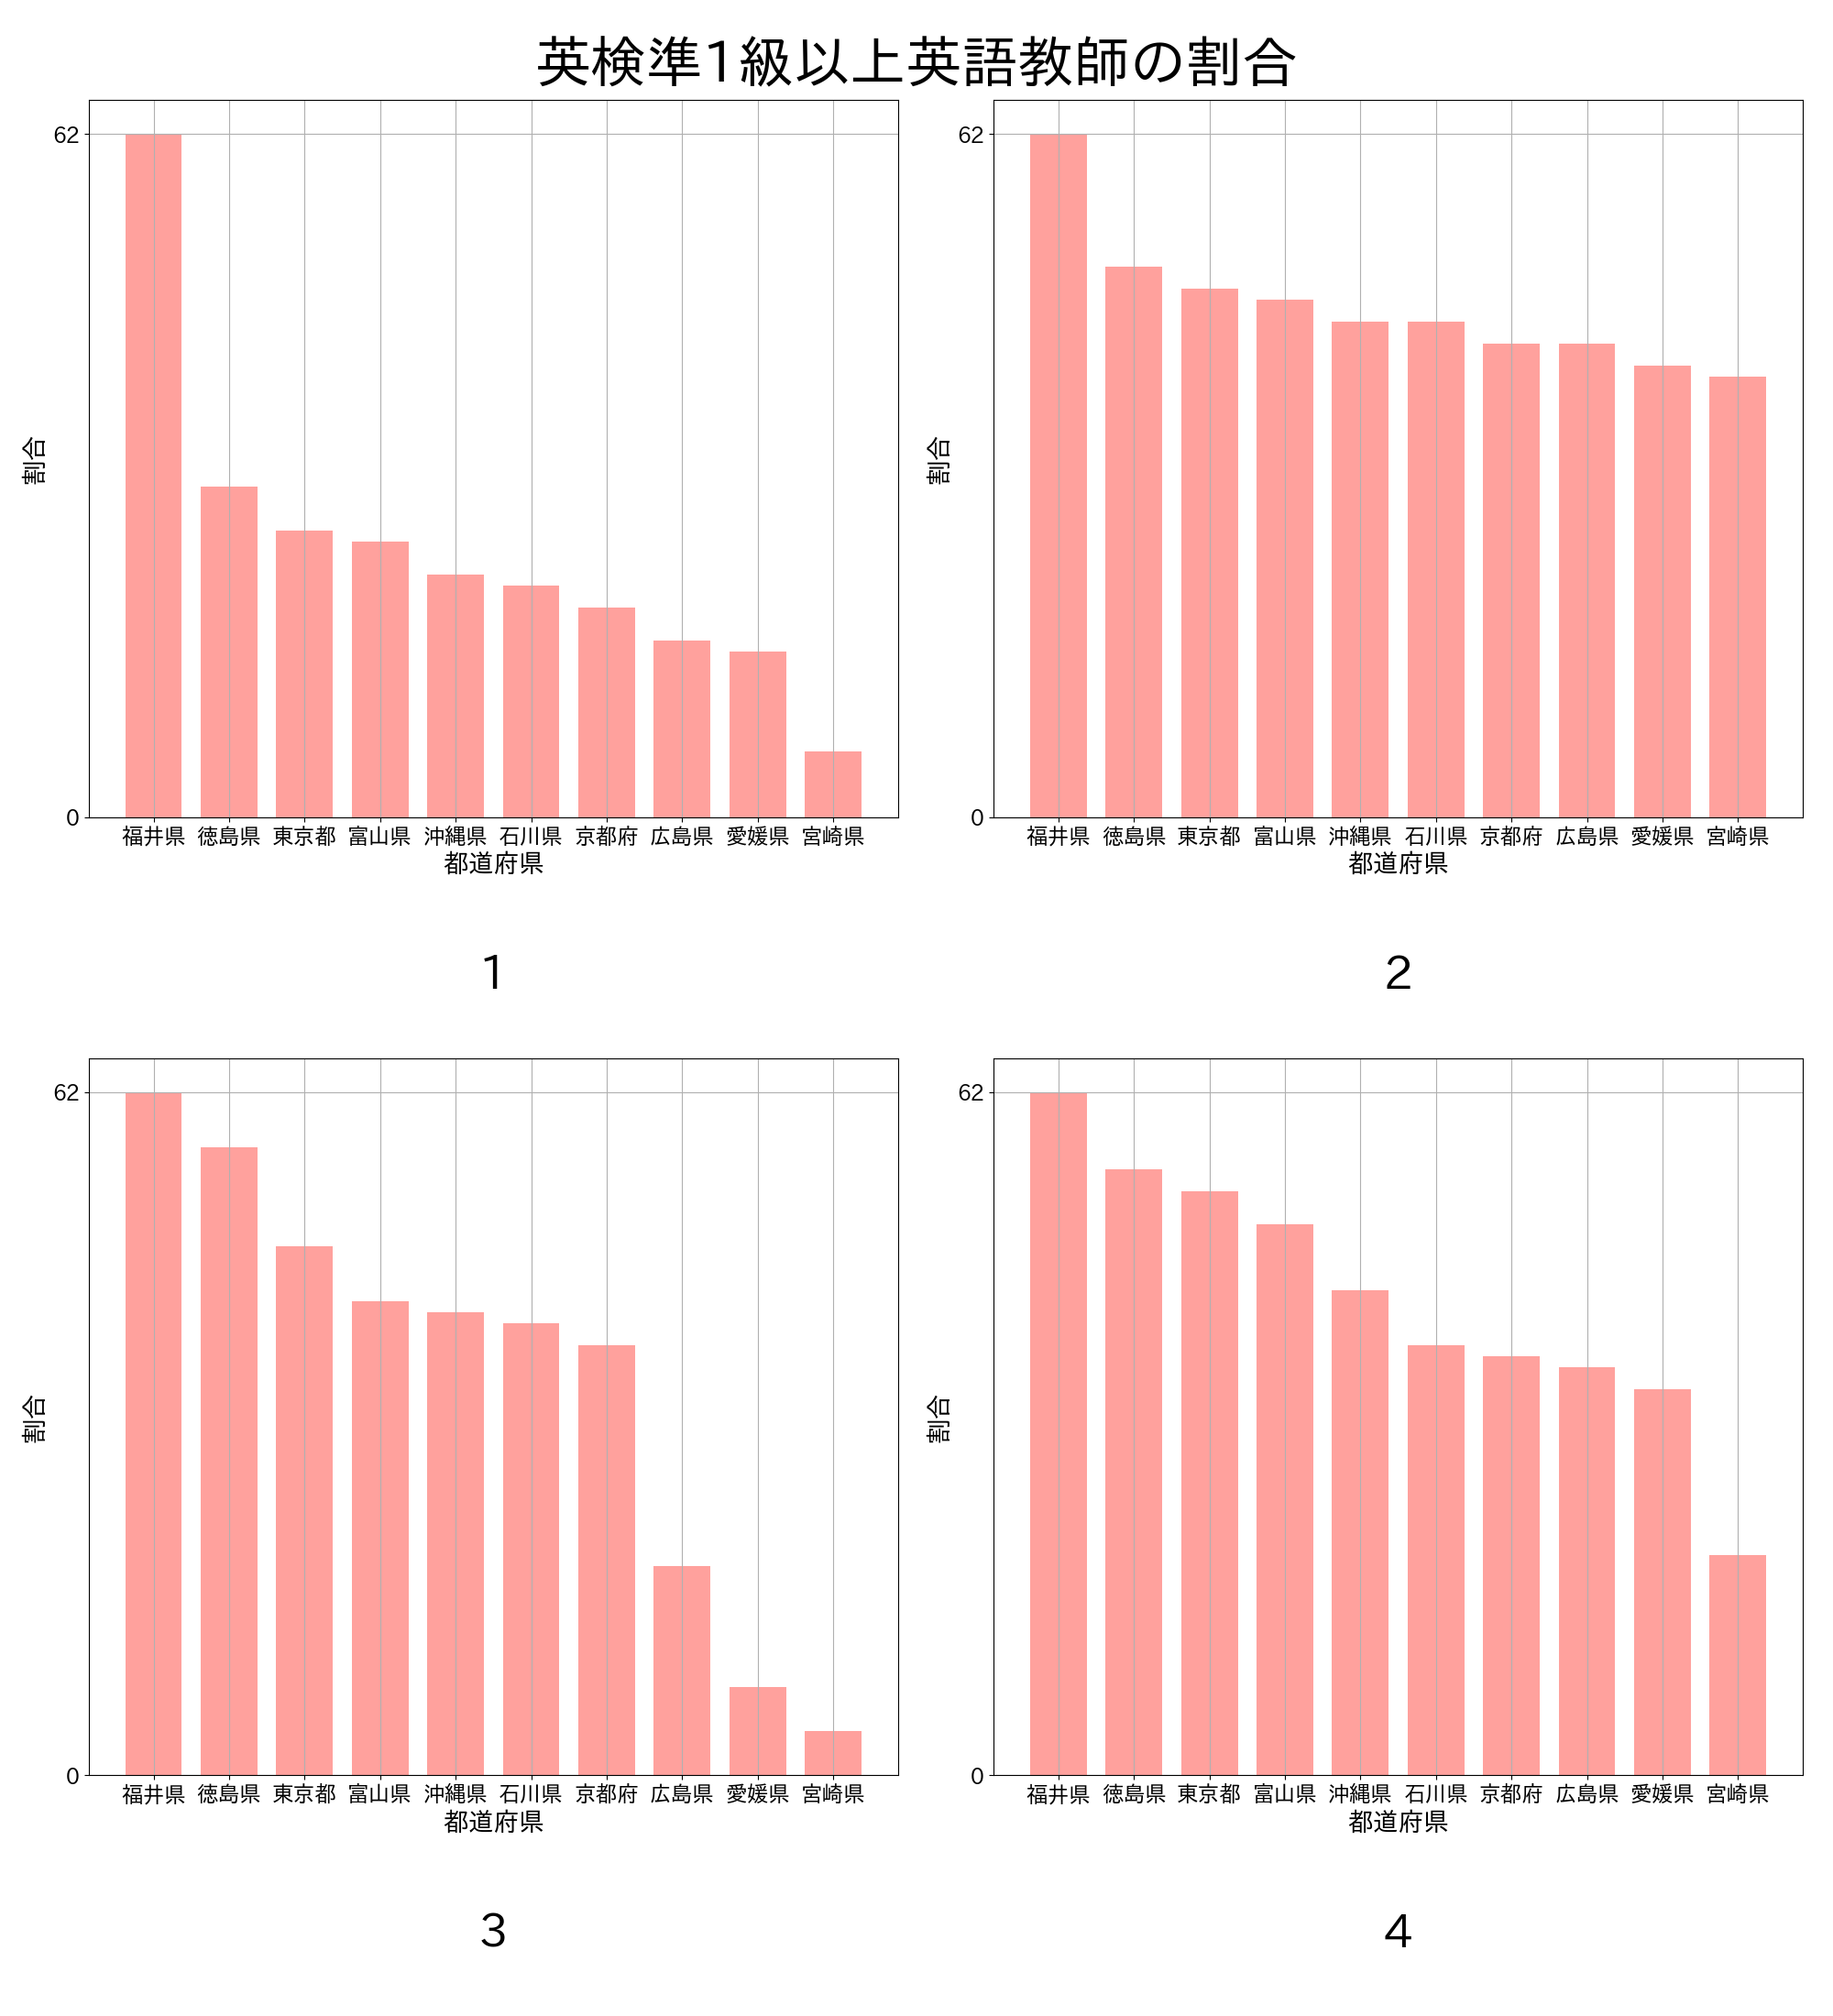 英検準1級以上英語教師の割合
62
0
割合
福井県 徳島県 東京都 富山県 沖縄県 石川県 京都府 広島県 愛媛県 宮崎県
都道府県
1
62
0
割合
福井県 徳島県 東京都 富山県 沖縄県 石川県 京都府 広島県 愛媛県 宮崎県
都道府県
2
62
0
割合
福井県 徳島県 東京都 富山県 沖縄県 石川県 京都府 広島県 愛媛県 宮崎県
都道府県
3
62
0
割合
福井県 徳島県 東京都 富山県 沖縄県 石川県 京都府 広島県 愛媛県 宮崎県
都道府県
4